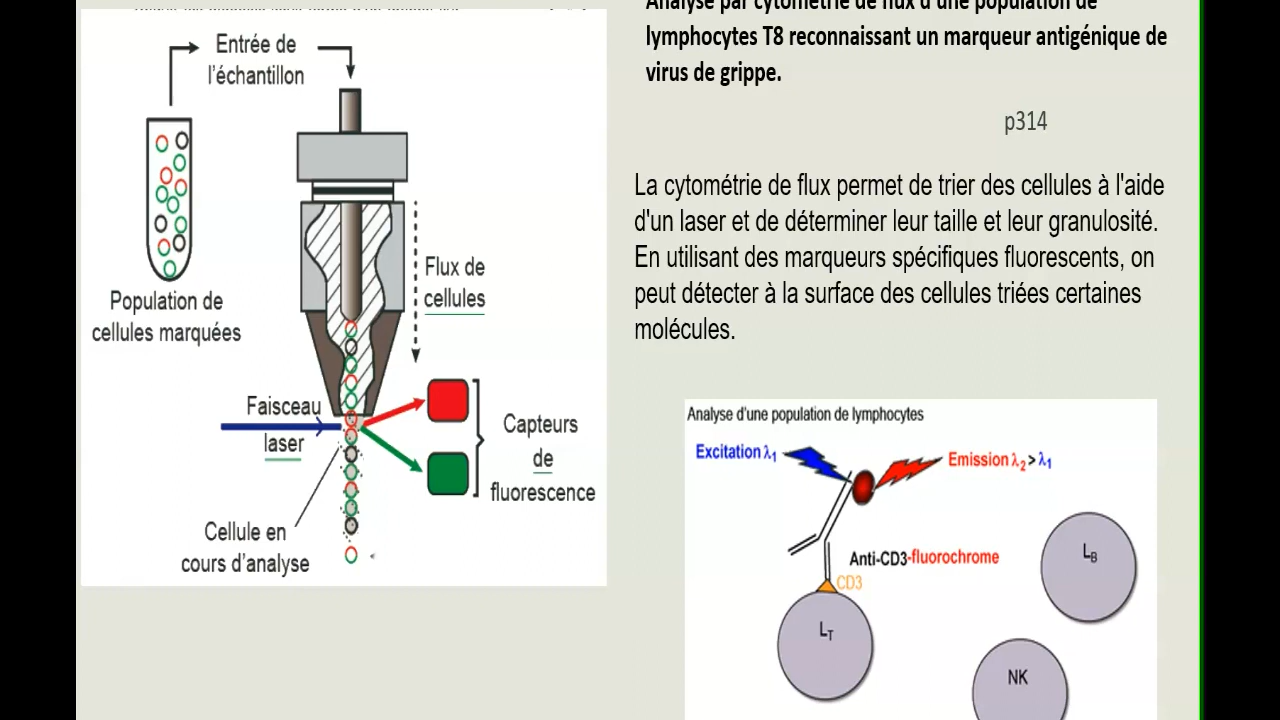 Entrée de
l'échantillon
Population de
cellules marquées
Flux de
cellules
Faisceau
laser
Capteurs
de
fluorescence
Cellule en
cours d'analyse
Analyse par cytométrie de flux d'une population de
lymphocytes T8 reconnaissant un marqueur antigénique de
virus de grippe.
p314
La cytométrie de flux permet de trier des cellules à l'aide
d'un laser et de déterminer leur taille et leur granulosité.
En utilisant des marqueurs spécifiques fluorescents, on
peut détecter à la surface des cellules triées certaines
molécules.
Analyse d'une population de lymphocytes
Excitation λ1
Emission λ2 > λ1
Anti-CD3-fluorochrome
CD3
LT
LB
NK